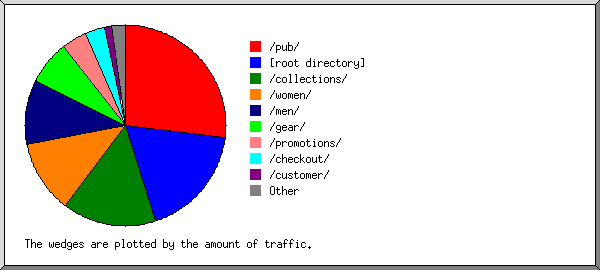 /pub/
[root directory]
/collections/
/women/
/men/
/gear/
/promotions/
/checkout/
/customer/
Other
The wedges are plotted by the amount of traffic.